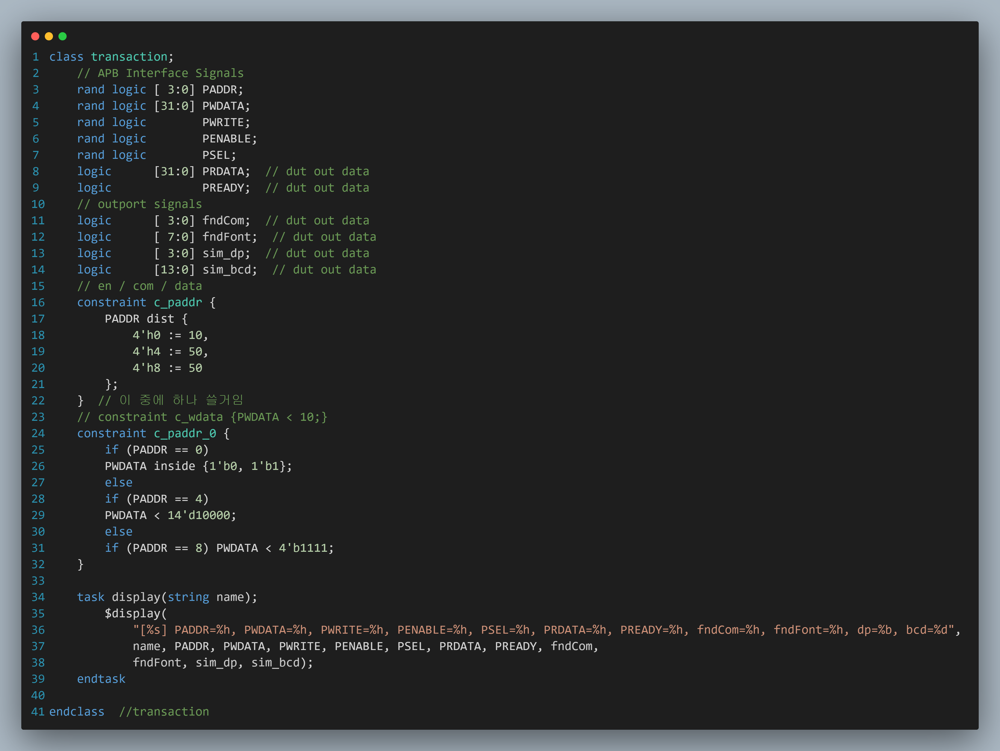 1 class transaction;
2     // APB Interface Signals
3     rand logic [ 3:0] PADDR;
4     rand logic [31:0] PWDATA;
5     rand logic        PWRITE;
6     rand logic        PENABLE;
7     rand logic        PSEL;
8     logic      [31:0] PRDATA;  // dut out data
9     logic             PREADY;  // dut out data
10     // outport signals
11     logic      [ 3:0] fndCom;  // dut out data
12     logic      [ 7:0] fndFont;  // dut out data
13     logic      [ 3:0] sim_dp;  // dut out data
14     logic      [13:0] sim_bcd;  // dut out data
15     // en / com / data
16     constraint c_paddr {
17         PADDR dist {
18             4'h0 := 10,
19             4'h4 := 50,
20             4'h8 := 50
21         };
22     }  // 이 중에 하나 쓸거임
23     // constraint c_wdata {PWDATA < 10;}
24     constraint c_paddr_0 {
25         if (PADDR == 0)
26         PWDATA inside {1'b0, 1'b1};
27         else
28         if (PADDR == 4)
29         PWDATA < 14'd10000;
30         else
31         if (PADDR == 8) PWDATA < 4'b1111;
32     }
33
34     task display(string name);
35         $display(
36             "[%s] PADDR=%h, PWDATA=%h, PWRITE=%h, PENABLE=%h, PSEL=%h, PRDATA=%h, PREADY=%h, fndCom=%h, fndFont=%h, dp=%b, bcd=%d",
37             name, PADDR, PWDATA, PWRITE, PENABLE, PSEL, PRDATA, PREADY, fndCom,
38             fndFont, sim_dp, sim_bcd);
39     endtask
40
41 endclass  //transaction